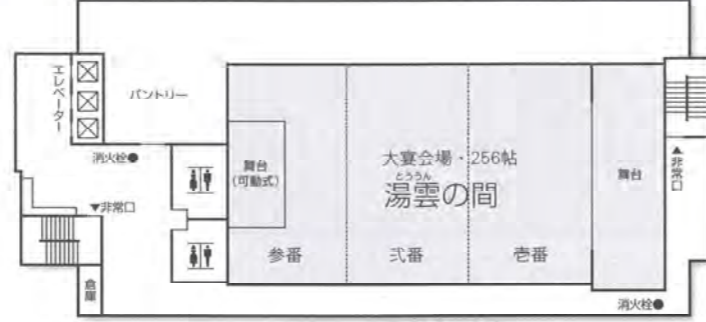 エレベーター
パントリー
消火栓●
▼非常口
倉庫
舞台
(可動式)
大宴会場・256帖
とううん
湯雲の間
参番
弐番
壱番
舞台
▲非常口
消火栓●